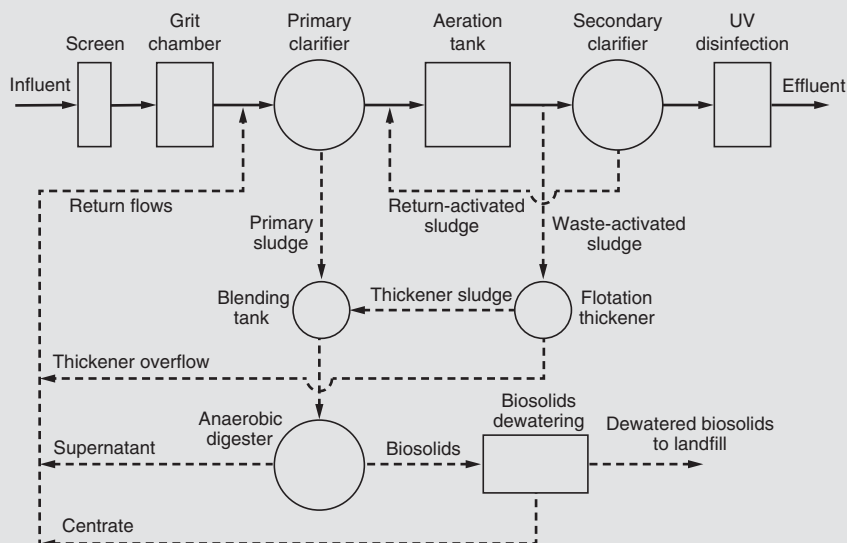 Influent
Screen
Grit
chamber
Primary
clarifier
Aeration
tank
Secondary
clarifier
UV
disinfection
Effluent
Return flows
Primary
sludge
Return-activated
sludge
Waste-activated
sludge
Blending
tank
Thickener sludge
Flotation
thickener
Thickener overflow
Anaerobic
digester
Biosolids
dewatering
Dewatered biosolids
to landfill
Supernatant
Biosolids
Centrate